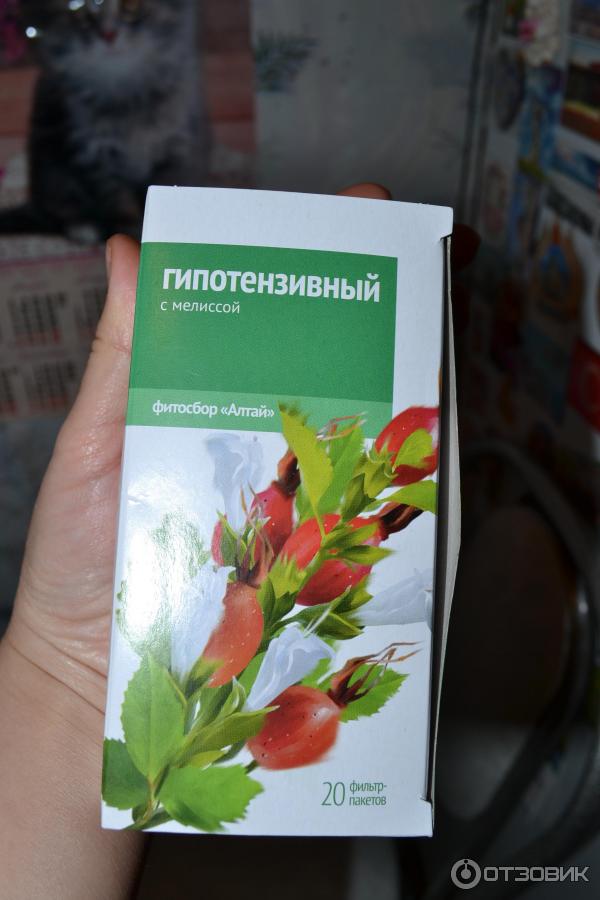 ГИПОТЕНЗИВНЫЙ
с мелиссой
фитосбор «Алтай»
20 фильтр-
пакетов
ОТЗОВИК